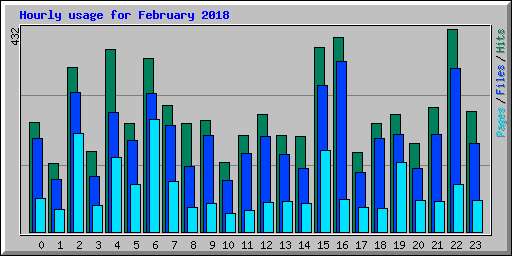 Hourly usage for February 2018
432
Pages / Files / Hits
0 1 2 3 4 5 6 7 8 9 10 11 12 13 14 15 16 17 18 19 20 21 22 23